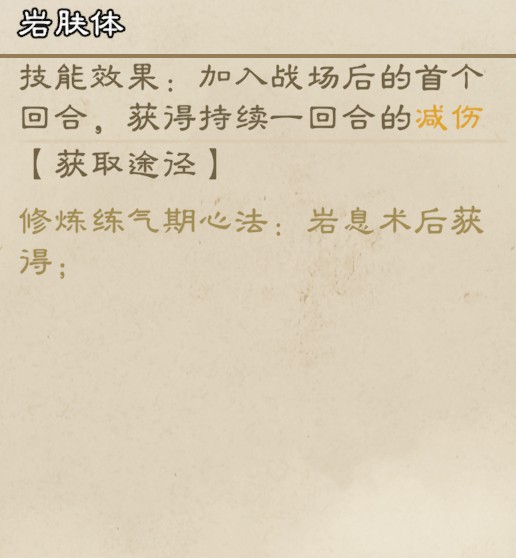 岩肤体
技能效果：加入战场后的首个
回合，获得持续一回合的减伤
【获取途径】
修炼练气期心法：岩息术后获
得；